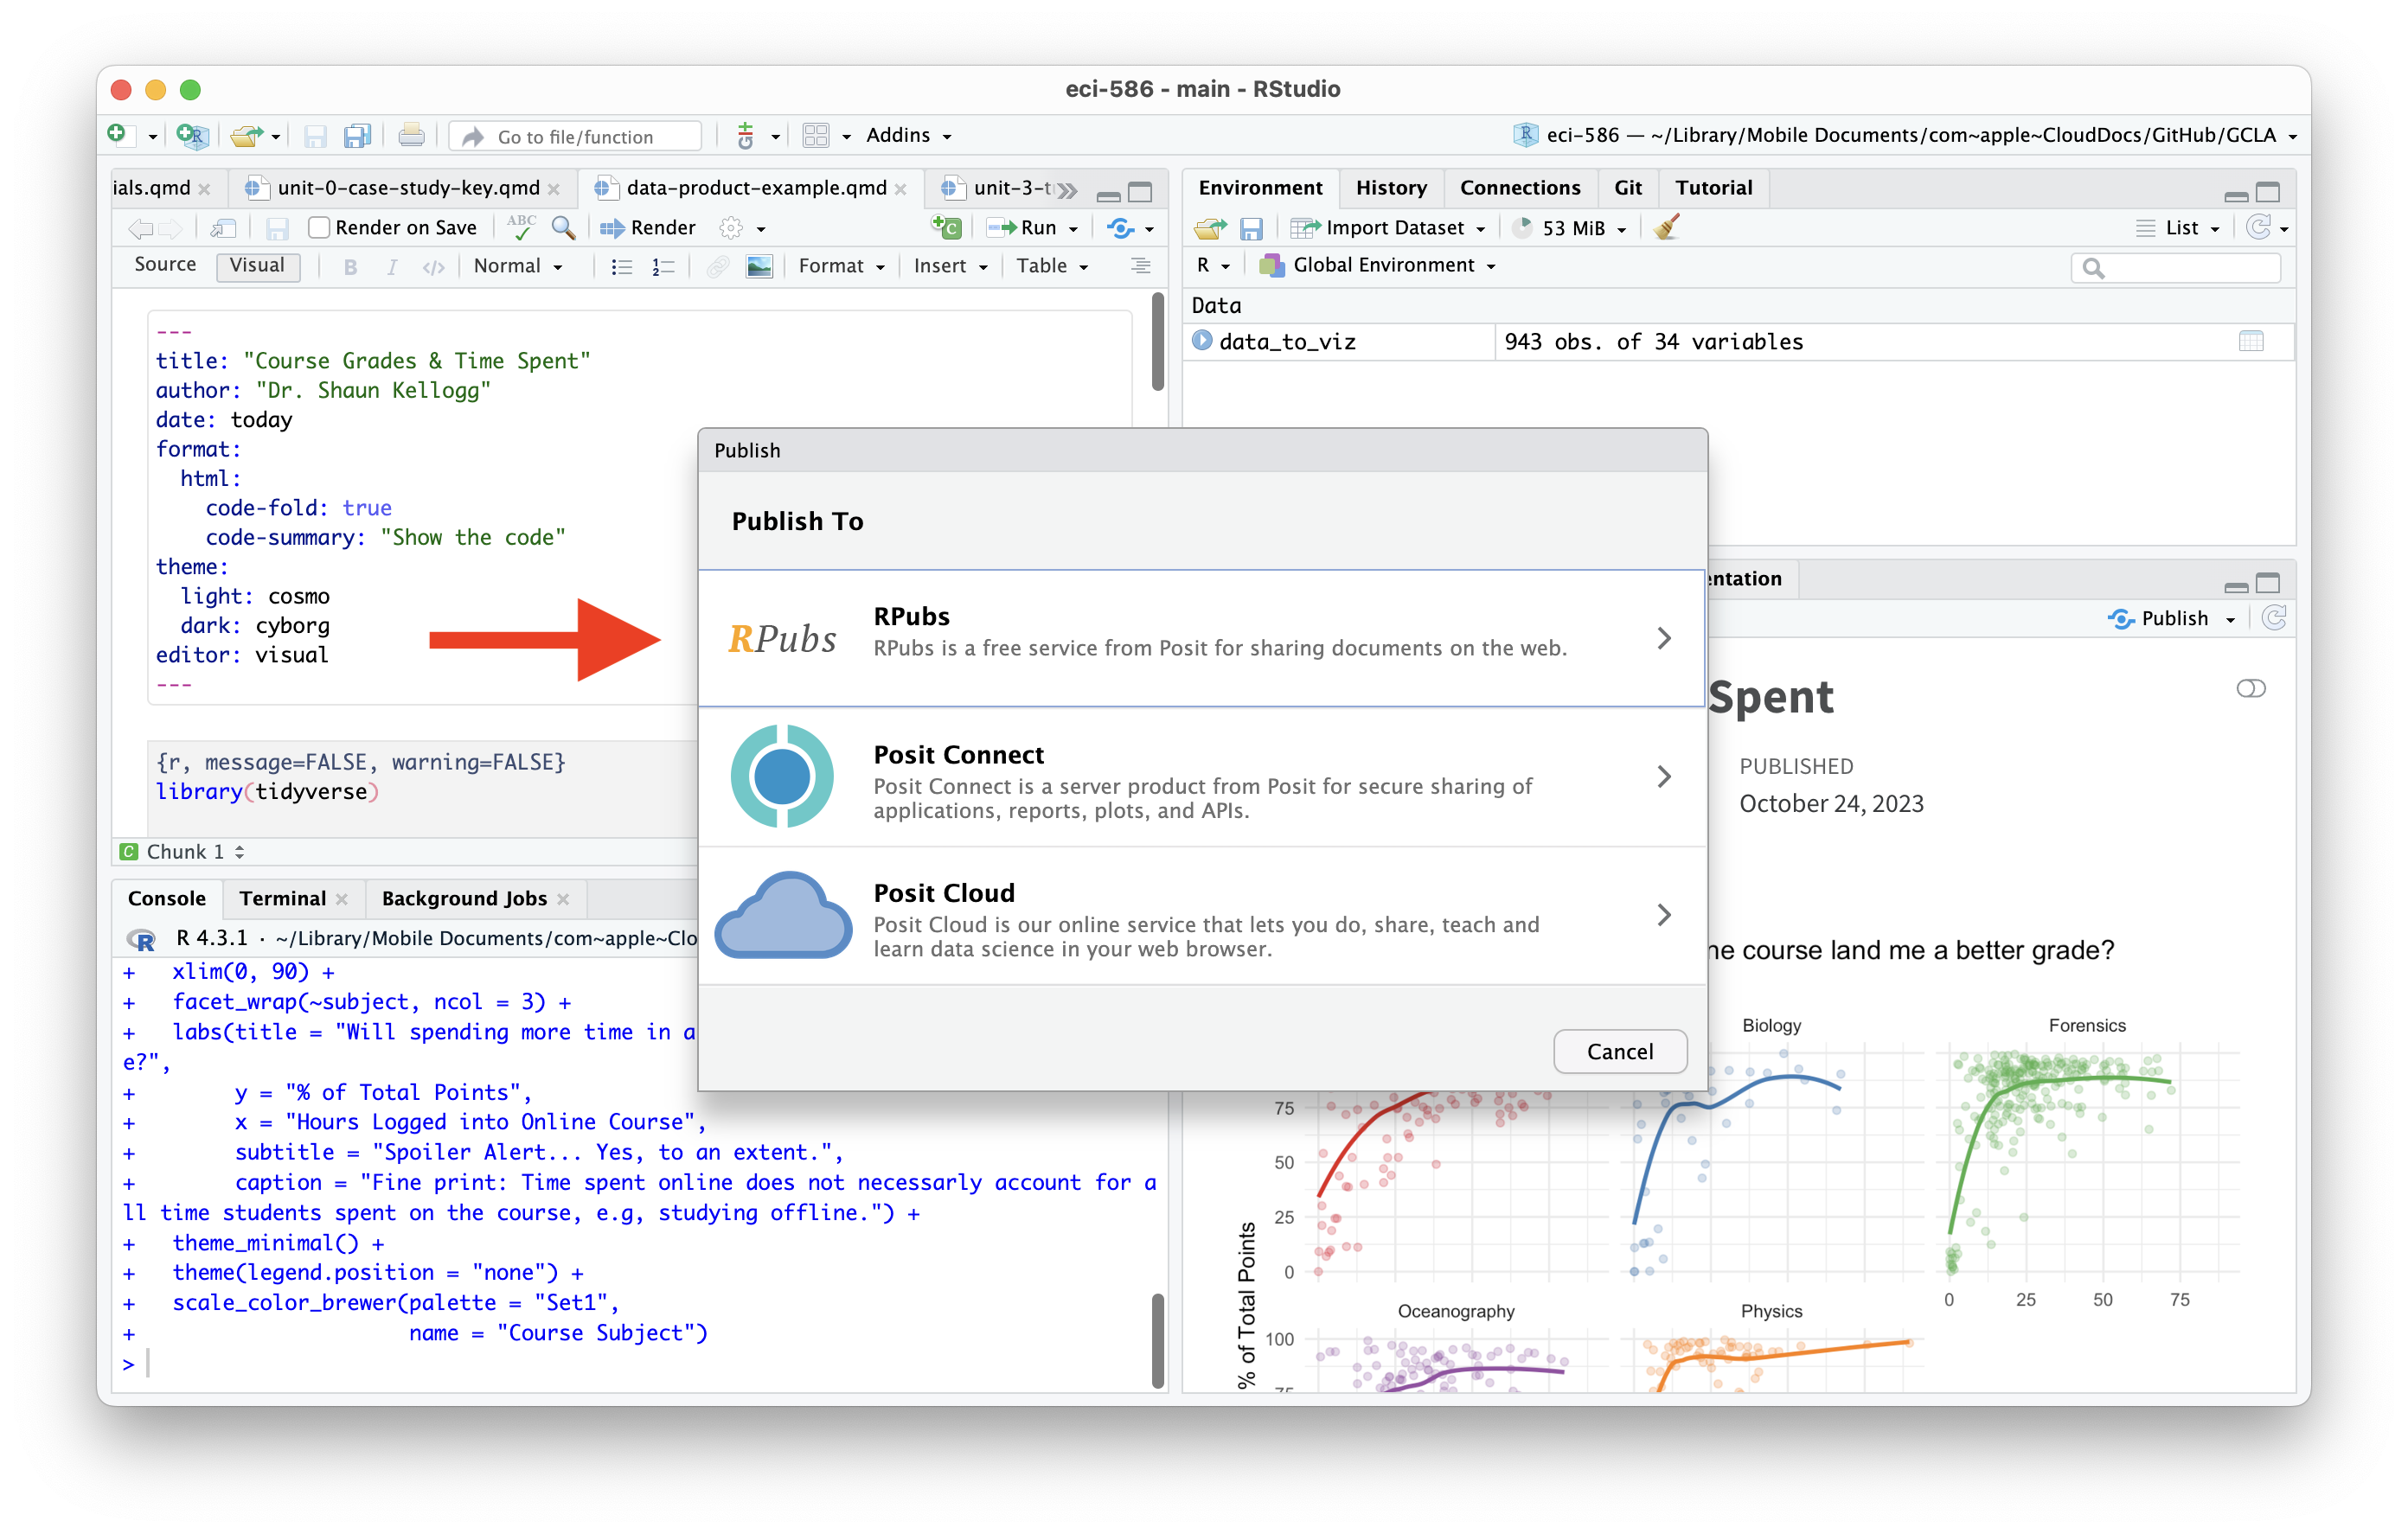 eci-586 - main - RStudio
Go to file/function
Addins
eci-586 — ~/Library/Mobile Documents/com~apple~CloudDocs/GitHub/GCLA
ials.qmd
unit-0-case-study-key.qmd
data-product-example.qmd
unit-3-t
Render on Save
ABC
Render
Run
Source
Visual
B
I
</>
Normal
Format
Insert
Table
---
title: "Course Grades & Time Spent"
author: "Dr. Shaun Kellogg"
date: today
format:
html:
code-fold: true
code-summary: "Show the code"
theme:
light: cosmo
dark: cyborg
editor: visual
---
{r, message=FALSE, warning=FALSE}
library(tidyverse)
C Chunk 1
Console
Terminal
Background Jobs
R 4.3.1 · ~/Library/Mobile Documents/com~apple~Clo
+ xlim(0, 90) +
+ facet_wrap(~subject, ncol = 3) +
+ labs(title = "Will spending more time in a
e?",
+ y = "% of Total Points",
+ x = "Hours Logged into Online Course",
+ subtitle = "Spoiler Alert... Yes, to an extent.",
+ caption = "Fine print: Time spent online does not necessarly account for a
ll time students spent on the course, e.g, studying offline.") +
+ theme_minimal() +
+ theme(legend.position = "none") +
+ scale_color_brewer(palette = "Set1",
+ name = "Course Subject")
>
Publish
Publish To
RPubs
RPubs
RPubs is a free service from Posit for sharing documents on the web.
Posit Connect
Posit Connect is a server product from Posit for secure sharing of
applications, reports, plots, and APIs.
Posit Cloud
Posit Cloud is our online service that lets you do, share, teach and
learn data science in your web browser.
Cancel
Environment
History
Connections
Git
Tutorial
Import Dataset
53 MiB
List
R
Global Environment
Data
data_to_viz
943 obs. of 34 variables
entation
Publish
Spent
PUBLISHED
October 24, 2023
ne course land me a better grade?
Biology
Forensics
75
50
25
0
0 25 50 75
Oceanography
Physics
100
% of Total Points